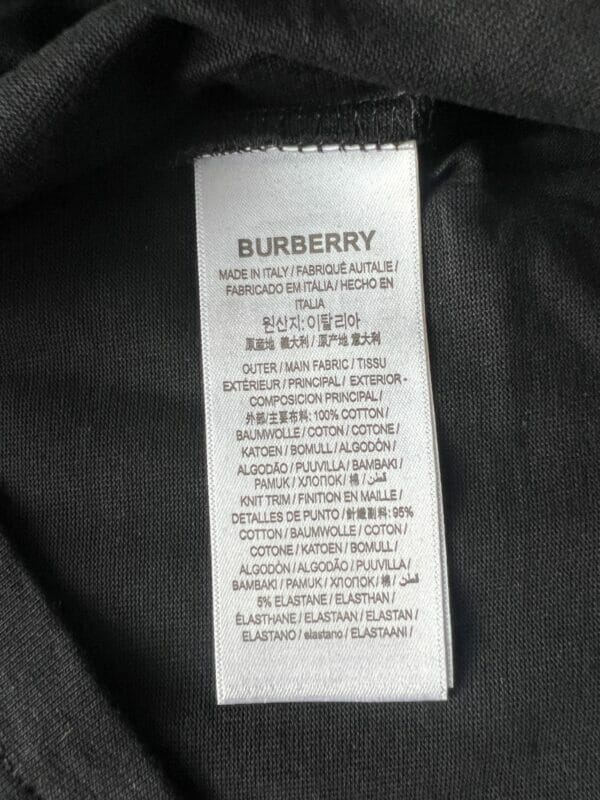 BURBERRY
MADE IN ITALY / FABRIQUÉ AUITALIE /
FABRICADO EM ITÁLIA / HECHO EN
ITALIA
원산지: 이탈리아
原産地 義大利 / 原产地 意大利
OUTER / MAIN FABRIC / TISSU
EXTÉRIEUR / PRINCIPAL / EXTERIOR -
COMPOSICION PRINCIPAL /
外部/主要布料: 100% COTTON /
BAUMWOLLE / COTON / COTONE /
KATOEN / BOMULL / ALGODÓN /
ALGODÃO / PUUVILLA / BAMBAKI /
PAMUK / ХЛОПОК / 棉 / قطن /
KNIT TRIM / FINITION EN MAILLE /
DETALLES DE PUNTO / 針織副料: 95%
COTTON / BAUMWOLLE / COTON /
COTONE / KATOEN / BOMULL /
ALGODÓN / ALGODÃO / PUUVILLA /
BAMBAKI / PAMUK / ХЛОПОК / 棉 / قطن /
5% ELASTANE / ELASTHAN /
ÉLASTHANE / ELASTAAN / ELASTAN /
ELASTANO / elastano / ELASTAANI /